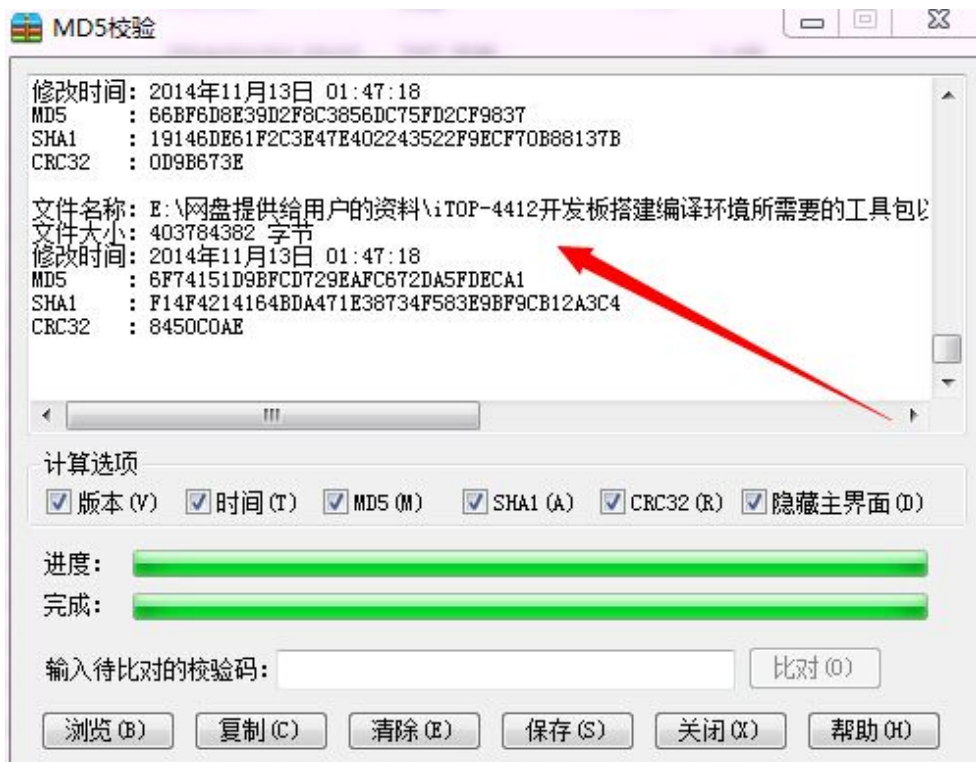 MD5校验
修改时间: 2014年11月13日 01:47:18
MD5 : 66BF6D8E39D2F8C3856DC75FD2CF9837
SHA1 : 19146DE61F2C3E47E402243522F9ECF70B88137B
CRC32 : 0D9B673E
文件名称: E:\网盘提供给用户的资料\iTOP-4412开发板搭建编译环境所需要的工具包以
文件大小: 403784382 字节
修改时间: 2014年11月13日 01:47:18
MD5 : 6F74151D9BFCD729EAFC672DA5FDECA1
SHA1 : F14F4214164BDA471E38734F583E9BF9CB12A3C4
CRC32 : 8450C0AE
计算选项
版本(V) 时间(T) MD5(M) SHA1(A) CRC32(R) 隐藏主界面(D)
进度:
完成:
输入待比对的校验码: 比对(O)
浏览(B) 复制(C) 清除(E) 保存(S) 关闭(X) 帮助(H)